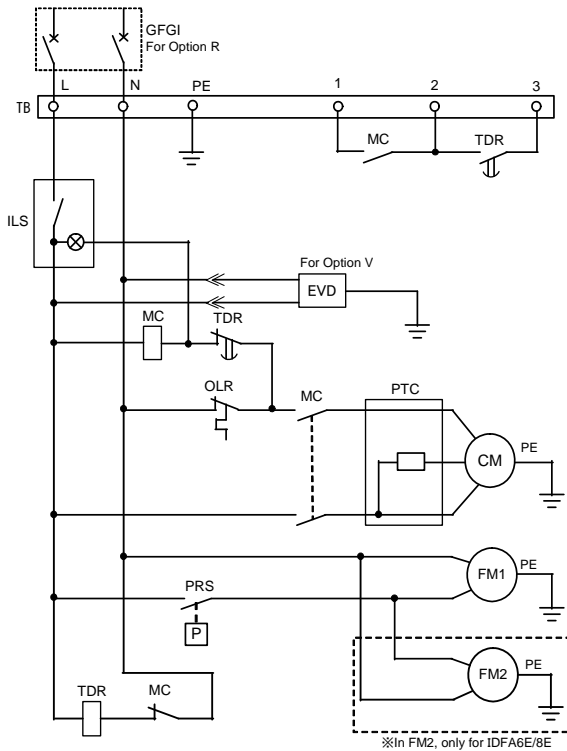 GFGI
For Option R
L N PE 1 2 3
TB
MC TDR
ILS
For Option V
EVD
MC TDR
OLR MC PTC
CM PE
FM1 PE
PRS
P
FM2 PE
TDR MC
※In FM2, only for IDFA6E/8E